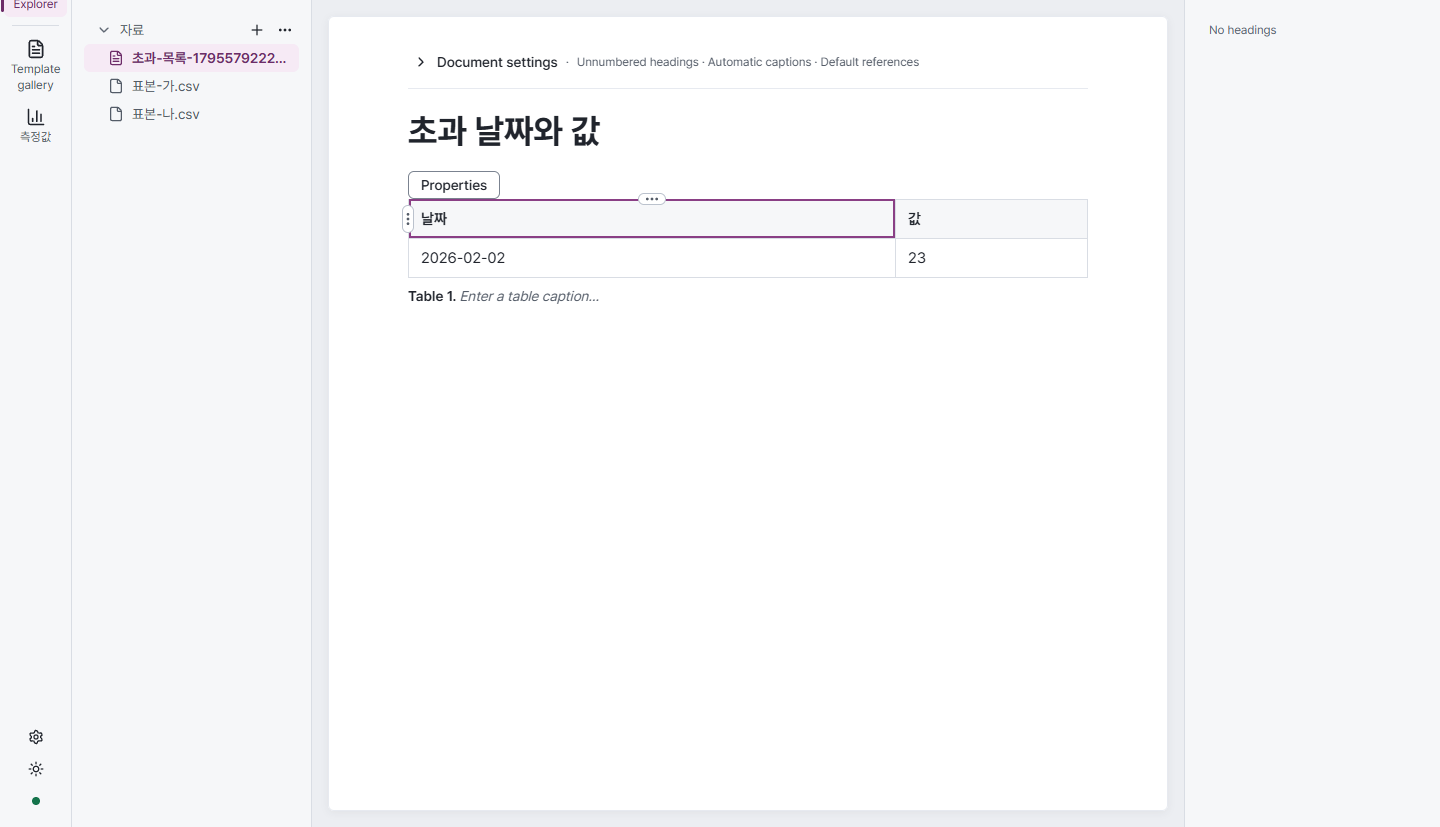 Explorer
Template
gallery
측정값
자료
초과-목록-1795579222...
표본-가.csv
표본-나.csv
Document settings · Unnumbered headings · Automatic captions · Default references
초과 날짜와 값
Properties
날짜 값
2026-02-02 23
Table 1. Enter a table caption...
No headings